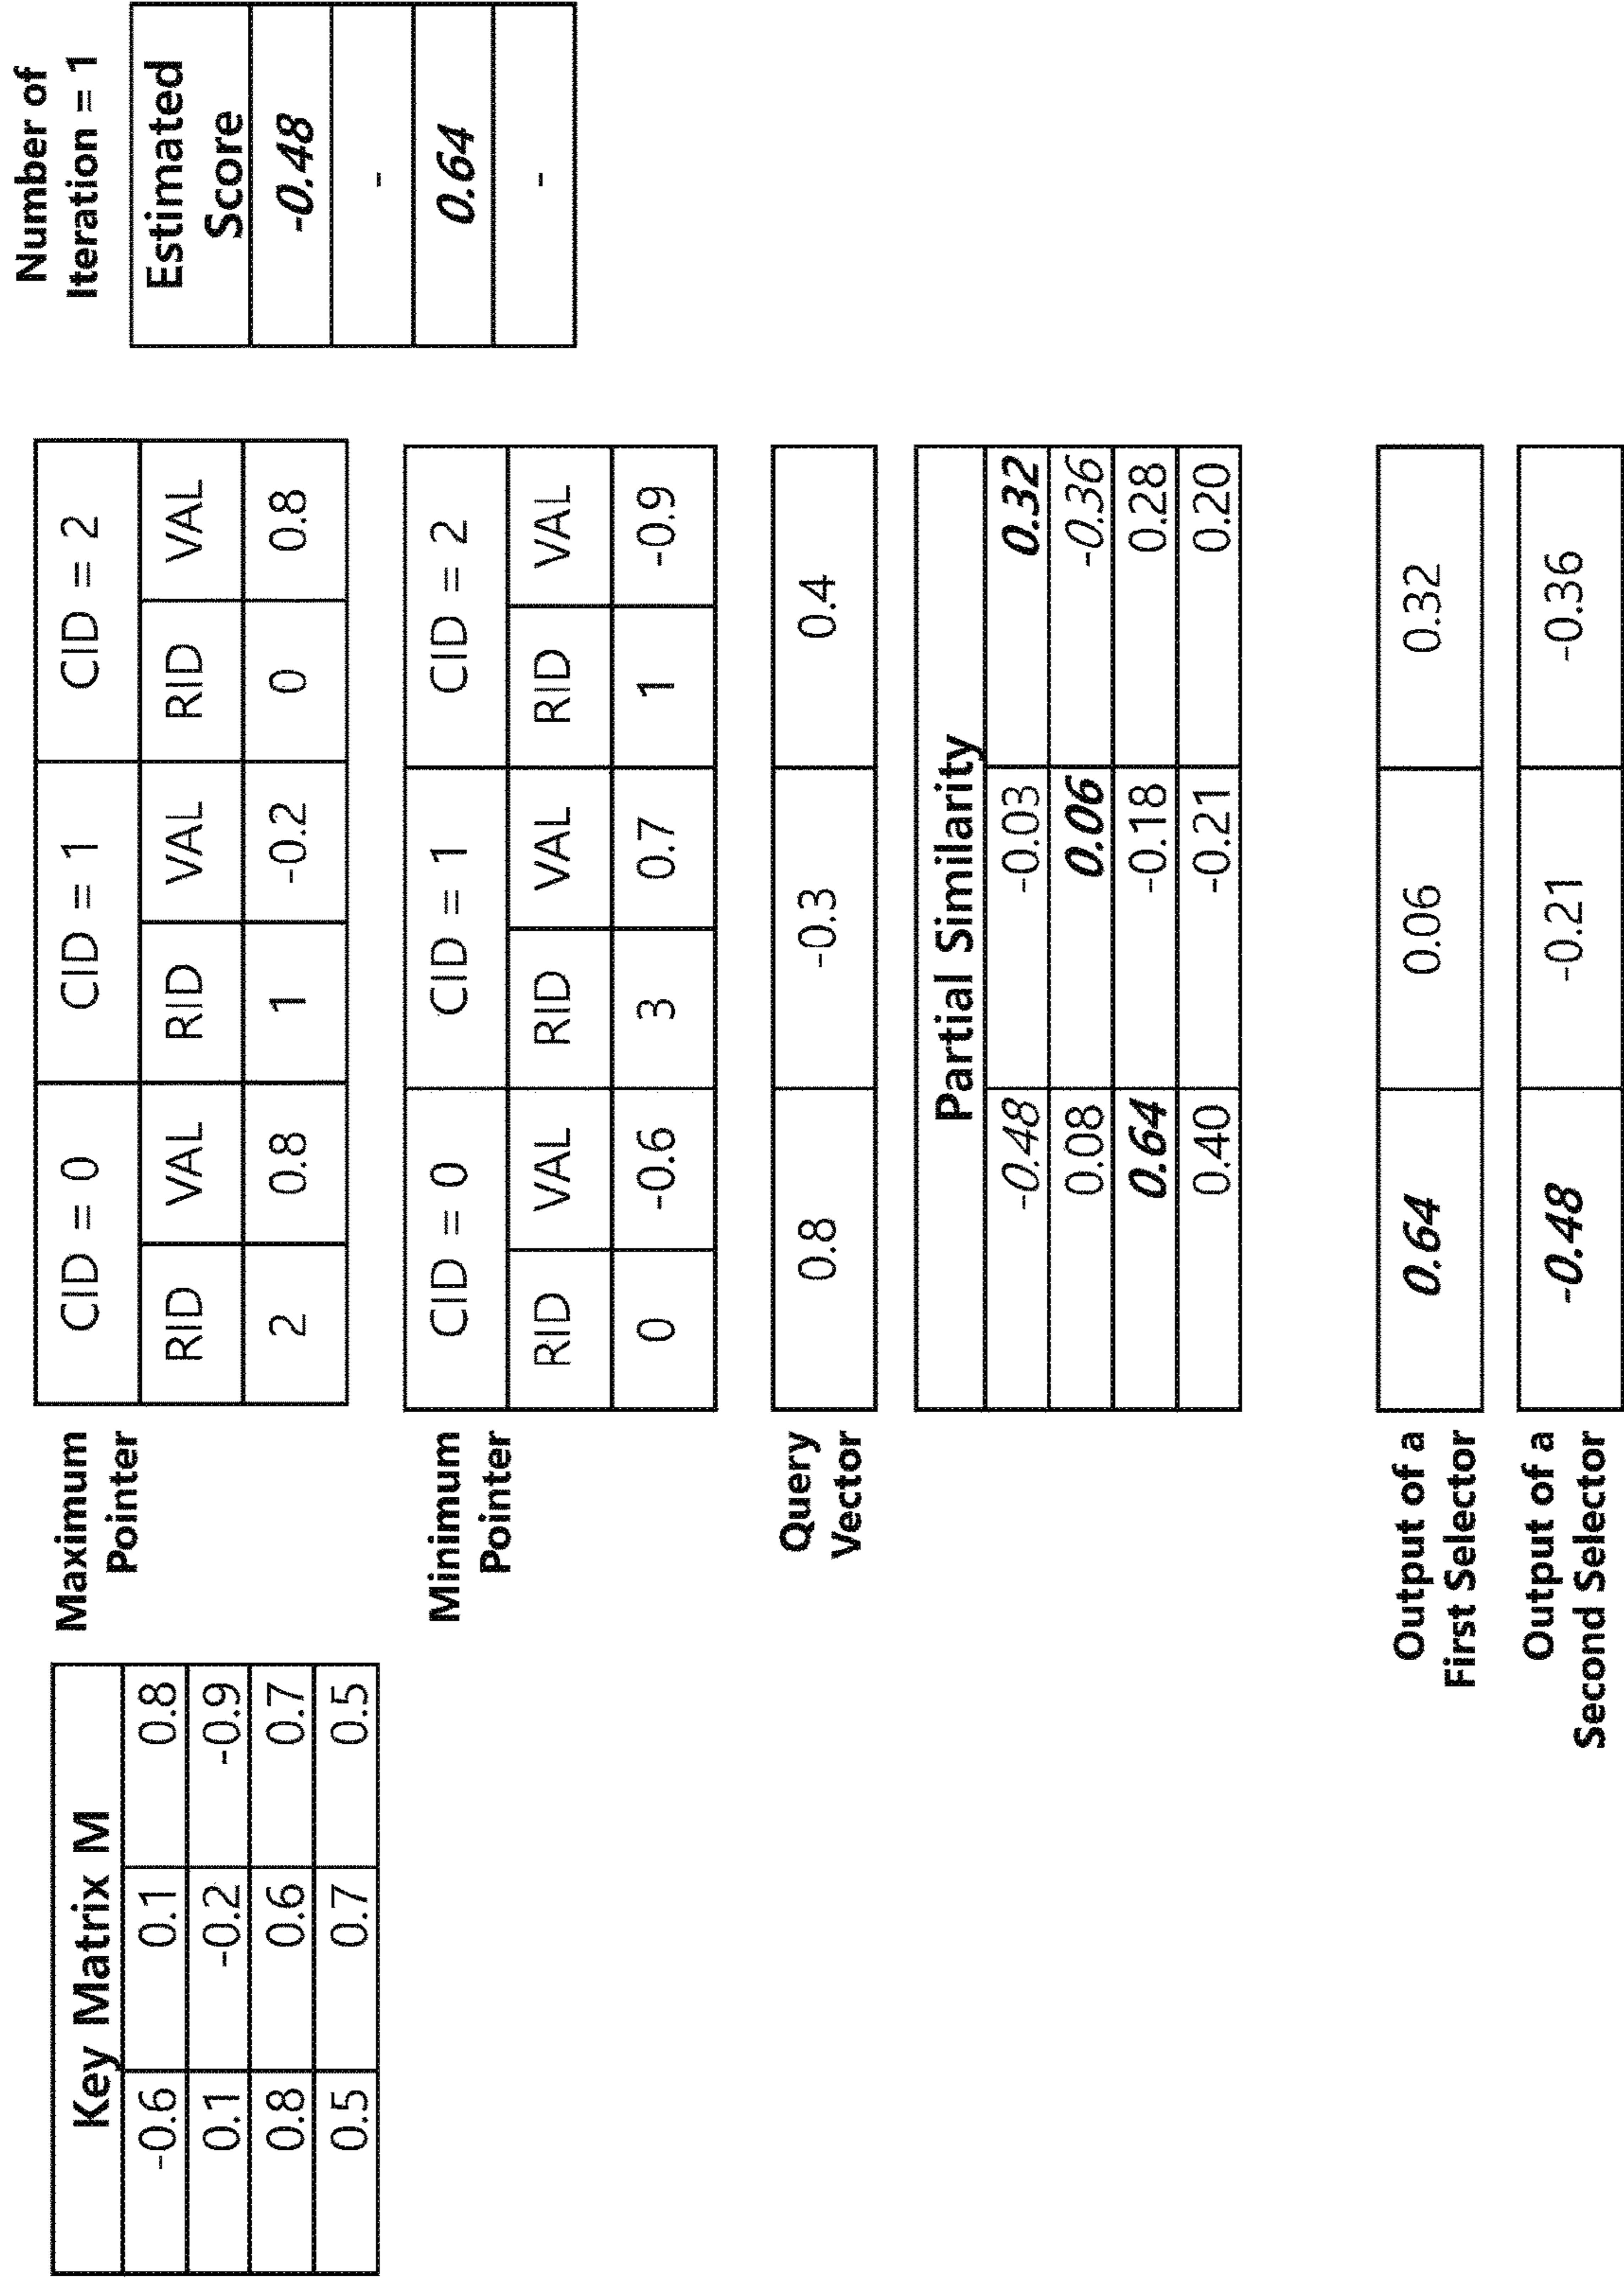 Number of
Iteration = 1
Key Matrix M
-0.6 0.1 0.8
0.1 -0.2 -0.9
0.8 0.6 0.7
0.5 0.7 0.5
Maximum
Pointer
CID = 0 CID = 1 CID = 2
RID VAL RID VAL RID VAL
2 0.8 1 -0.2 0 0.8
Estimated
Score
-0.48
-
0.64
-
Minimum
Pointer
CID = 0 CID = 1 CID = 2
RID VAL RID VAL RID VAL
0 -0.6 3 0.7 1 -0.9
Query
Vector
0.8 -0.3 0.4
Partial Similarity
-0.48 -0.03 0.32
0.08 0.06 -0.36
0.64 -0.18 0.28
0.40 -0.21 0.20
Output of a
First Selector
0.64 0.06 0.32
Output of a
Second Selector
-0.48 -0.21 -0.36